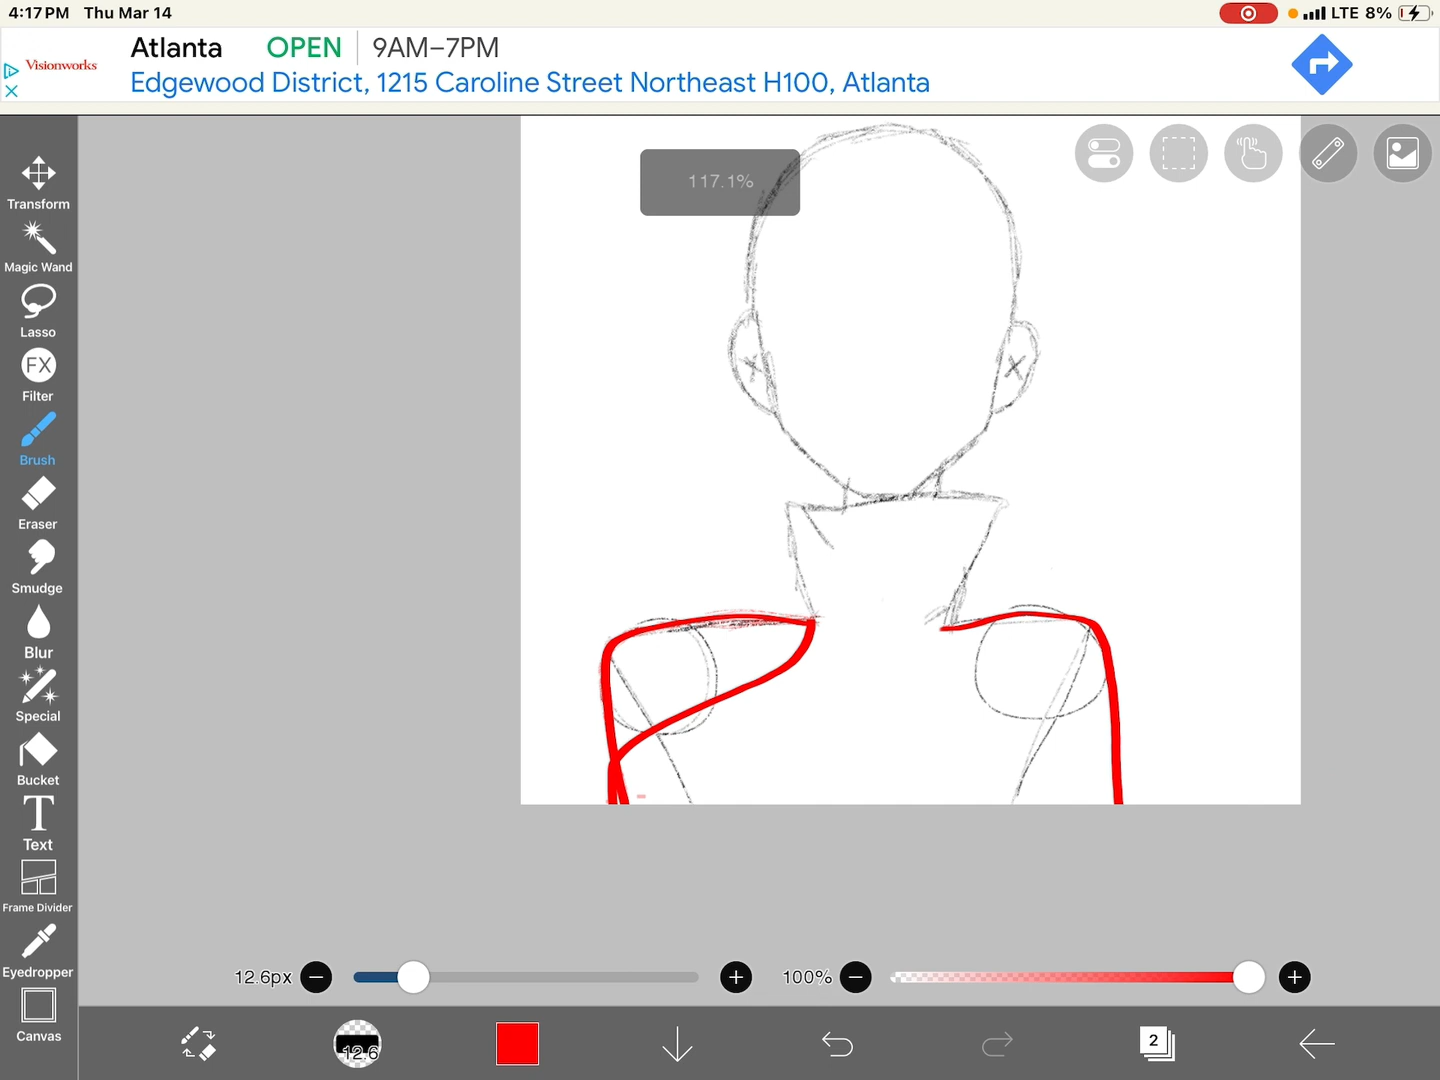 4:17 PM Thu Mar 14
LTE 8%
Visionworks
Atlanta OPEN 9AM–7PM
Edgewood District, 1215 Caroline Street Northeast H100, Atlanta
117.1%
Transform
Magic Wand
Lasso
FX
Filter
Brush
Eraser
Smudge
Blur
Special
Bucket
T
Text
Frame Divider
Eyedropper
Canvas
12.6px
100%
12.6
2